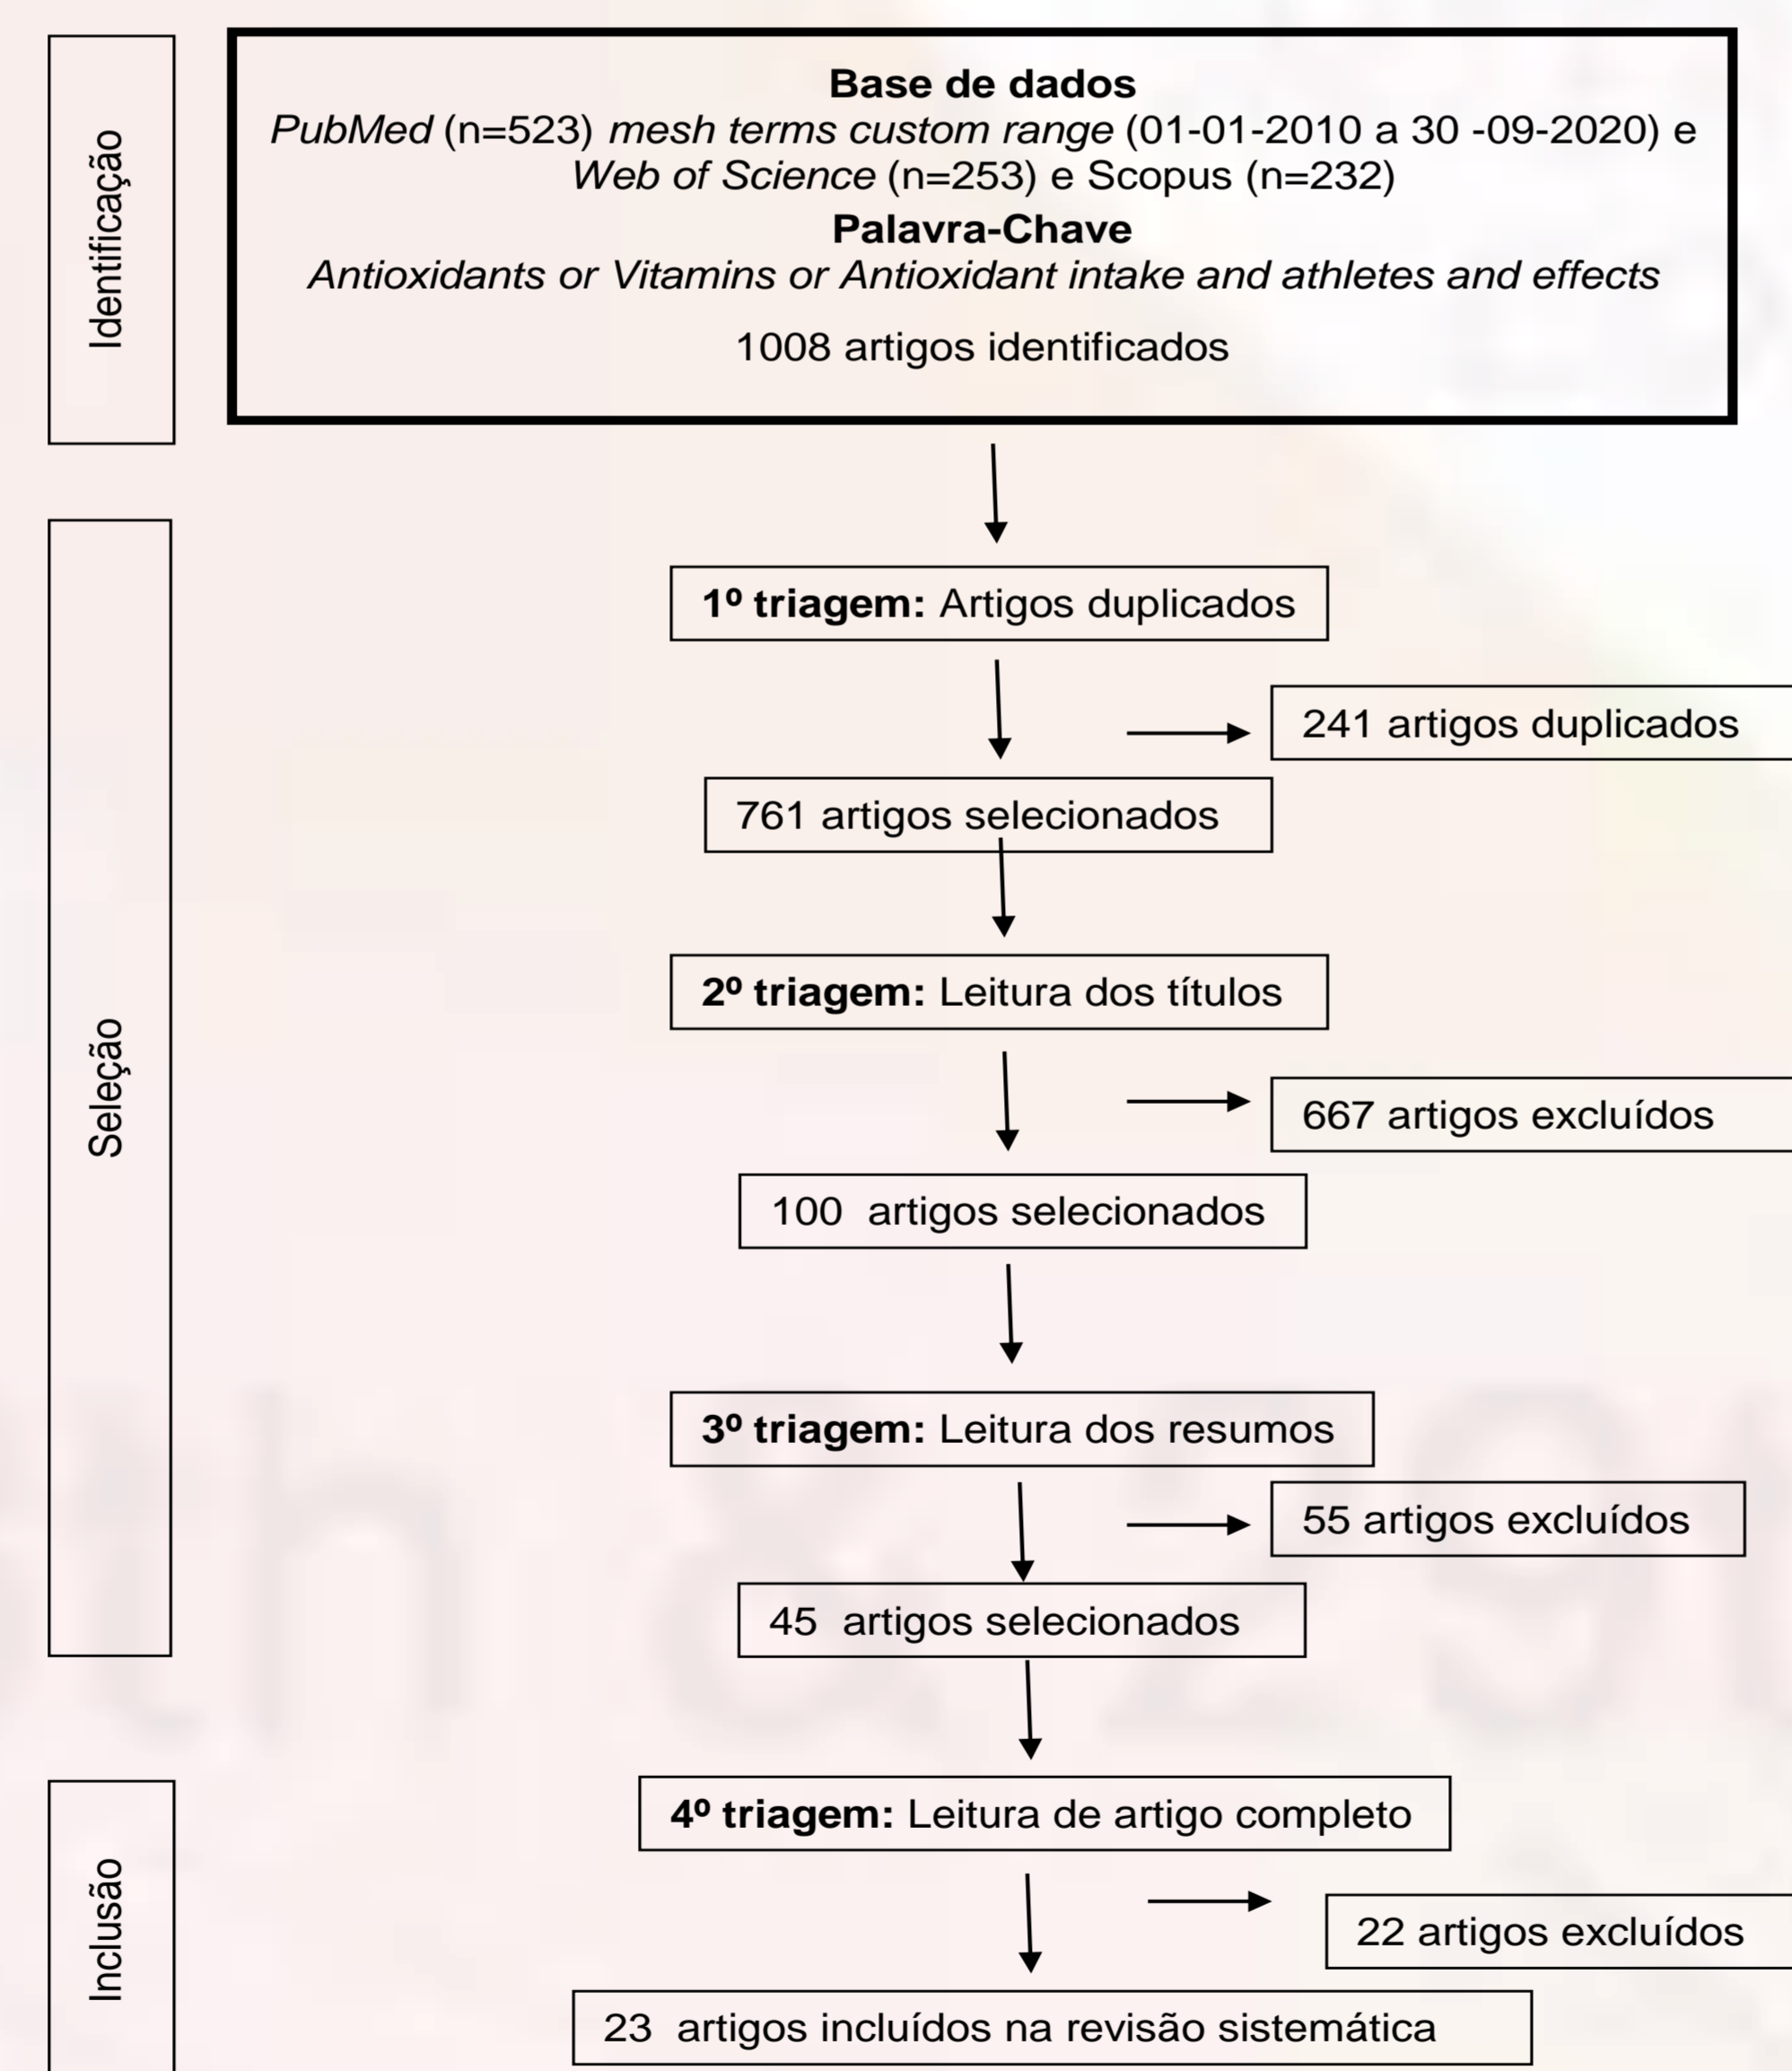 Identificação
Base de dados
PubMed (n=523) mesh terms custom range (01-01-2010 a 30 -09-2020) e
Web of Science (n=253) e Scopus (n=232)
Palavra-Chave
Antioxidants or Vitamins or Antioxidant intake and athletes and effects
1008 artigos identificados
Seleção
1º triagem: Artigos duplicados
241 artigos duplicados
761 artigos selecionados
2º triagem: Leitura dos títulos
667 artigos excluídos
100 artigos selecionados
3º triagem: Leitura dos resumos
55 artigos excluídos
45 artigos selecionados
Inclusão
4º triagem: Leitura de artigo completo
22 artigos excluídos
23 artigos incluídos na revisão sistemática